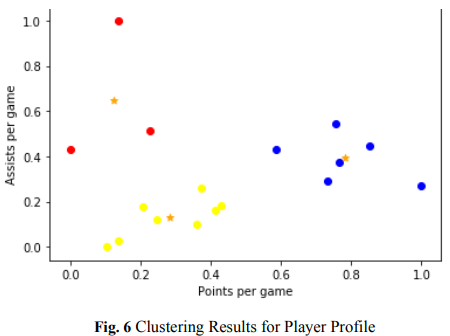 1.0
0.8
0.6
0.4
0.2
0.0
Assists per game
0.0 0.2 0.4 0.6 0.8 1.0
Points per game
Fig. 6 Clustering Results for Player Profile